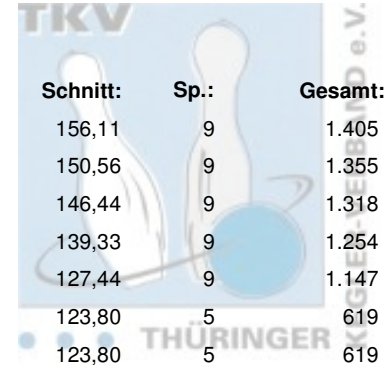 TKV
Schnitt: Sp.: Gesamt:
156,11 9 1.405
150,56 9 1.355
146,44 9 1.318
139,33 9 1.254
127,44 9 1.147
123,80 5 619
THÜRINGER
123,80 5 619
KEGLER-VERBAND e.V.